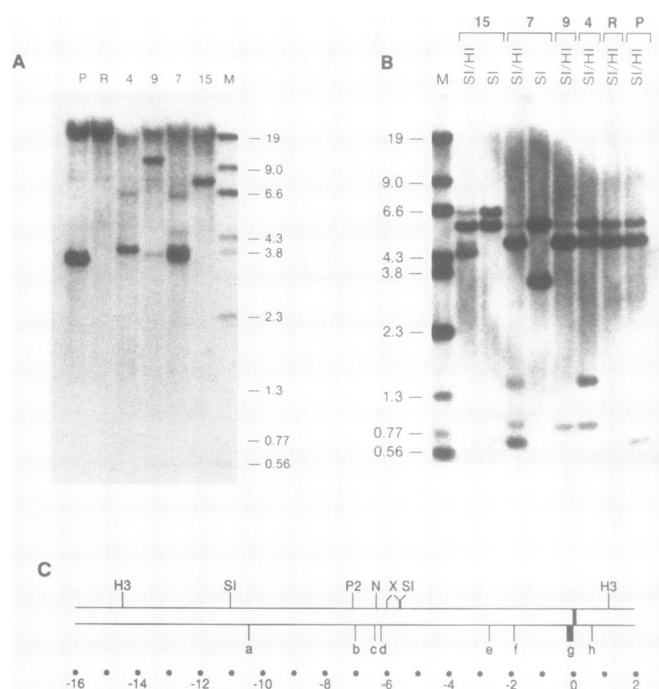 15 7 9 4 R P
A
P R 4 9 7 15 M
B
M SI/HI SI SI/HI SI SI/HI SI/HI SI/HI SI/HI
19
9.0
6.6
4.3
3.8
2.3
1.3
0.77
0.56
19
9.0
6.6
4.3
3.8
2.3
1.3
0.77
0.56
C
H3 SI P2 N X SI H3
a b c d e f g h
-16 -14 -12 -10 -8 -6 -4 -2 0 2